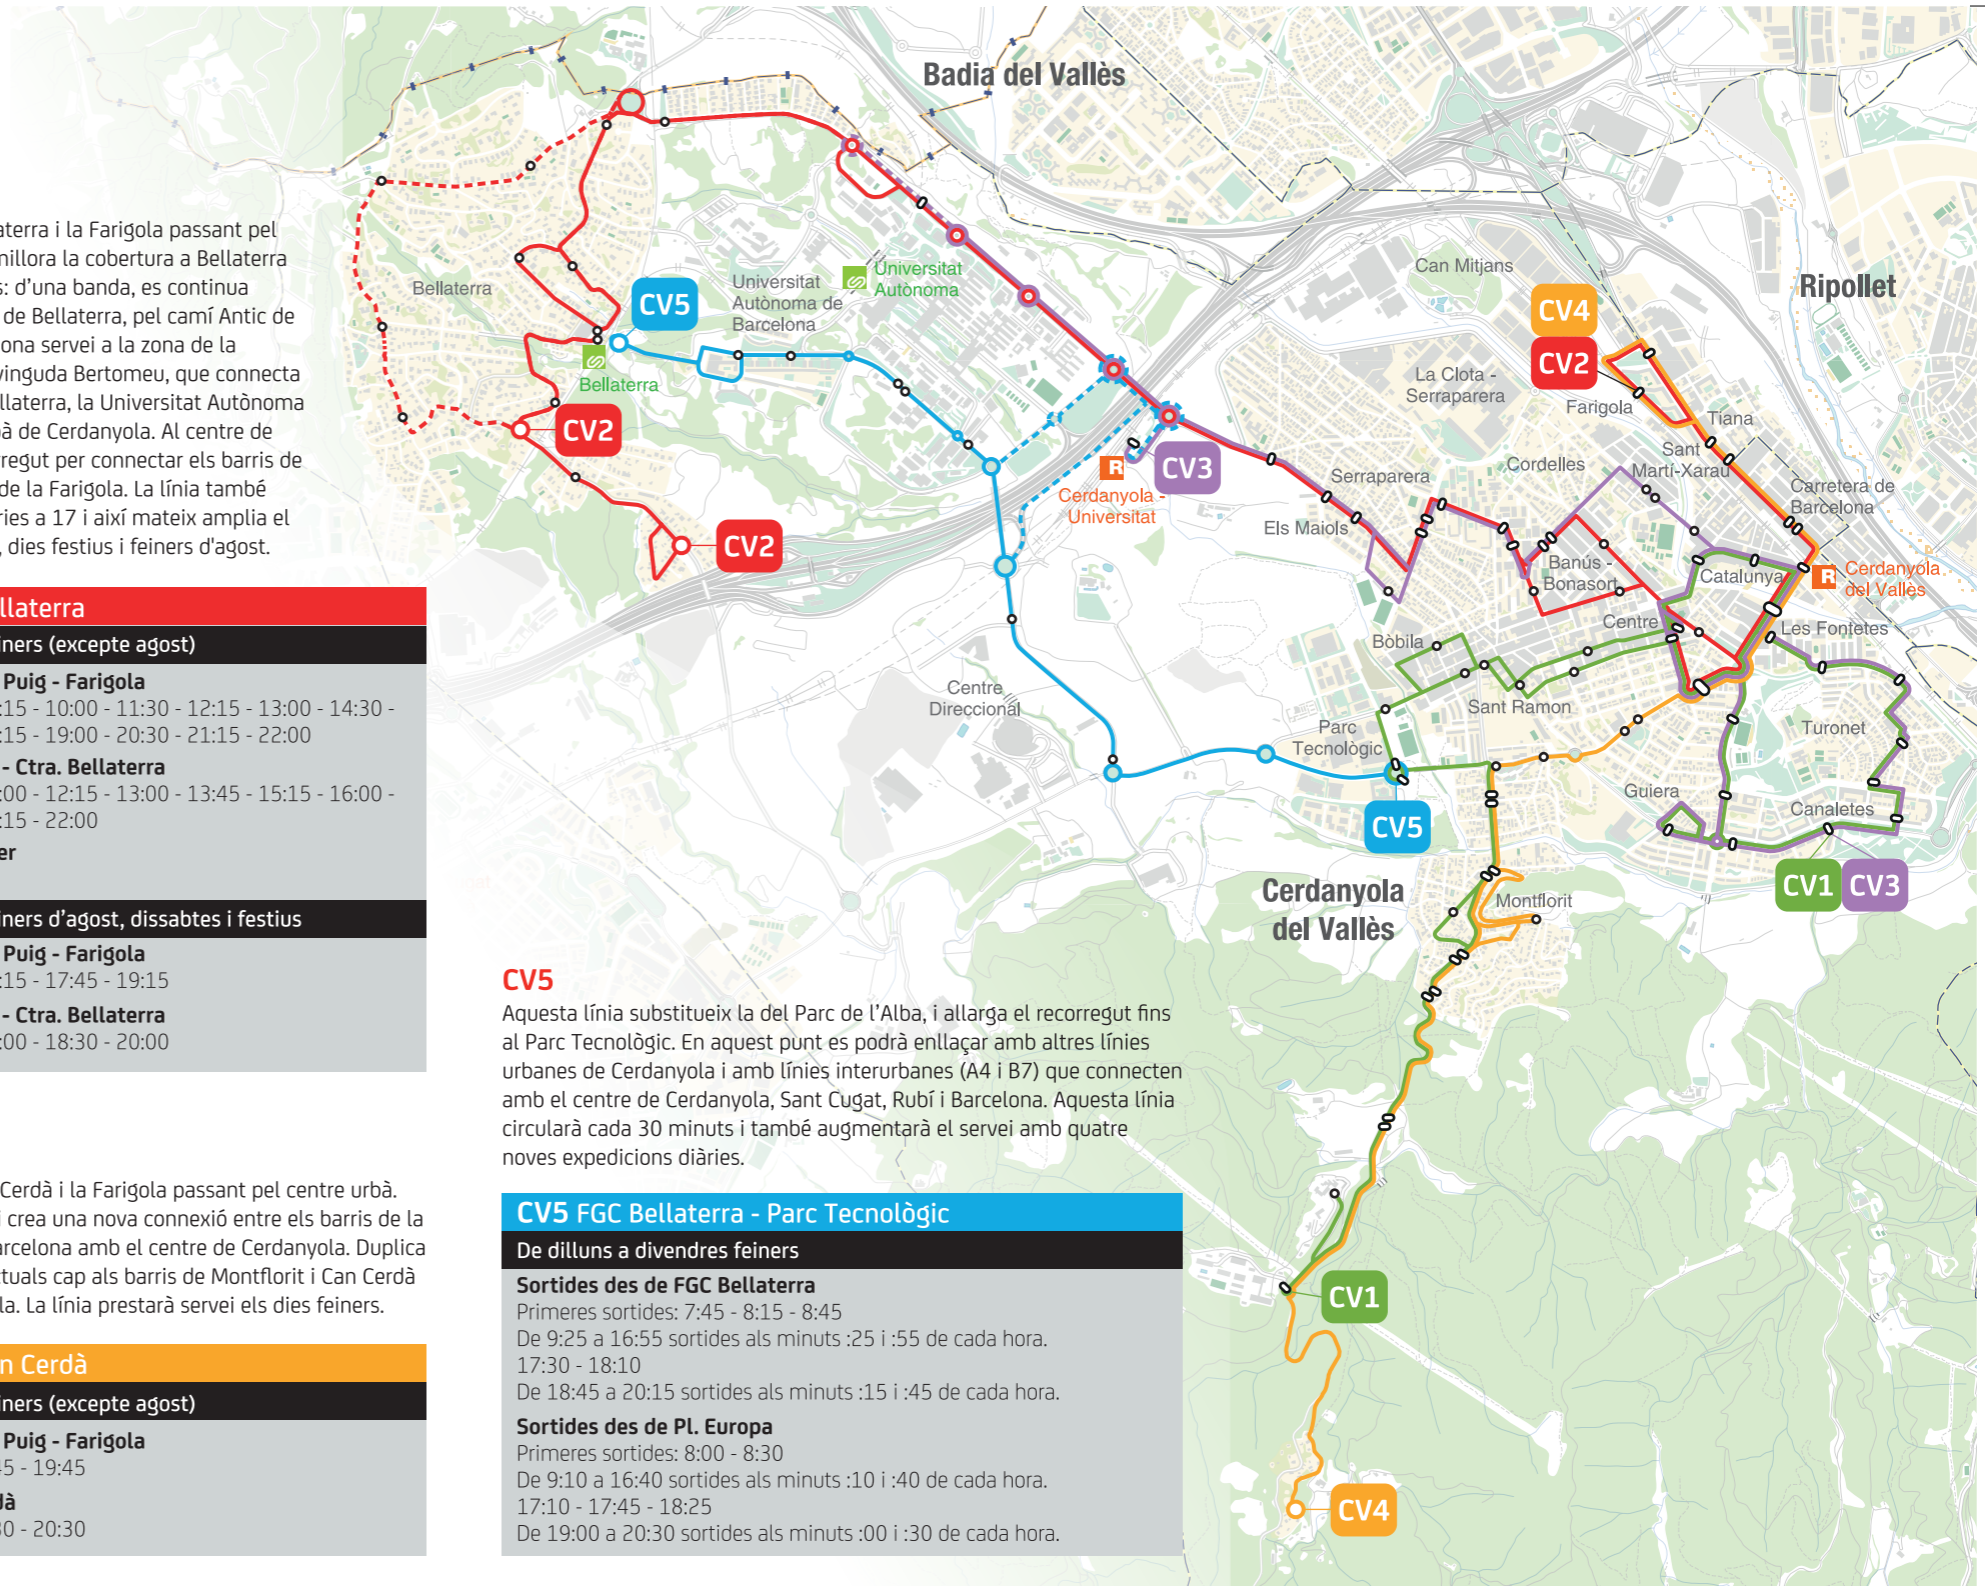 Badia del Vallès
Ripollet
Cerdanyola
del Vallès
Bellaterra
CV5
Universitat
Autònoma de
Barcelona
Universitat
Autònoma
Bellaterra
CV2
CV2
R
Cerdanyola -
Universitat
CV3
Can Mitjans
CV4
CV2
La Clota -
Serraparera
Farigola
Tiana
Sant
Martí-Xarau
Cordelles
Serraparera
Els Maiols
Carretera de
Barcelona
Banús -
Bonasort
Catalunya
R
Cerdanyola
del Vallès
Centre
Les Fontetes
Bòbila
Sant Ramon
Turonet
Centre
Direccional
Parc
Tecnològic
CV5
Guiera
Canaletes
CV1
CV3
Montflorit
CV1
CV4
aterra i la Farigola passant pel
millora la cobertura a Bellaterra
s: d’una banda, es continua
de Bellaterra, pel camí Antic de
ona servei a la zona de la
vinguda Bertomeu, que connecta
llaterra, la Universitat Autònoma
bà de Cerdanyola. Al centre de
rregut per connectar els barris de
de la Farigola. La línia també
ries a 17 i així mateix amplia el
, dies festius i feiners d'agost.
llaterra
iners (excepte agost)
Puig - Farigola
:15 - 10:00 - 11:30 - 12:15 - 13:00 - 14:30 -
:15 - 19:00 - 20:30 - 21:15 - 22:00
- Ctra. Bellaterra
:00 - 12:15 - 13:00 - 13:45 - 15:15 - 16:00 -
:15 - 22:00
er
iners d’agost, dissabtes i festius
Puig - Farigola
:15 - 17:45 - 19:15
- Ctra. Bellaterra
:00 - 18:30 - 20:00
Cerdà i la Farigola passant pel centre urbà.
i crea una nova connexió entre els barris de la
arcelona amb el centre de Cerdanyola. Duplica
ctuals cap als barris de Montflorit i Can Cerdà
la. La línia prestarà servei els dies feiners.
n Cerdà
iners (excepte agost)
Puig - Farigola
45 - 19:45
dà
30 - 20:30
CV5
Aquesta línia substitueix la del Parc de l’Alba, i allarga el recorregut fins
al Parc Tecnològic. En aquest punt es podrà enllaçar amb altres línies
urbanes de Cerdanyola i amb línies interurbanes (A4 i B7) que connecten
amb el centre de Cerdanyola, Sant Cugat, Rubí i Barcelona. Aquesta línia
circularà cada 30 minuts i també augmentarà el servei amb quatre
noves expedicions diàries.
CV5 FGC Bellaterra - Parc Tecnològic
De dilluns a divendres feiners
Sortides des de FGC Bellaterra
Primeres sortides: 7:45 - 8:15 - 8:45
De 9:25 a 16:55 sortides als minuts :25 i :55 de cada hora.
17:30 - 18:10
De 18:45 a 20:15 sortides als minuts :15 i :45 de cada hora.
Sortides des de Pl. Europa
Primeres sortides: 8:00 - 8:30
De 9:10 a 16:40 sortides als minuts :10 i :40 de cada hora.
17:10 - 17:45 - 18:25
De 19:00 a 20:30 sortides als minuts :00 i :30 de cada hora.